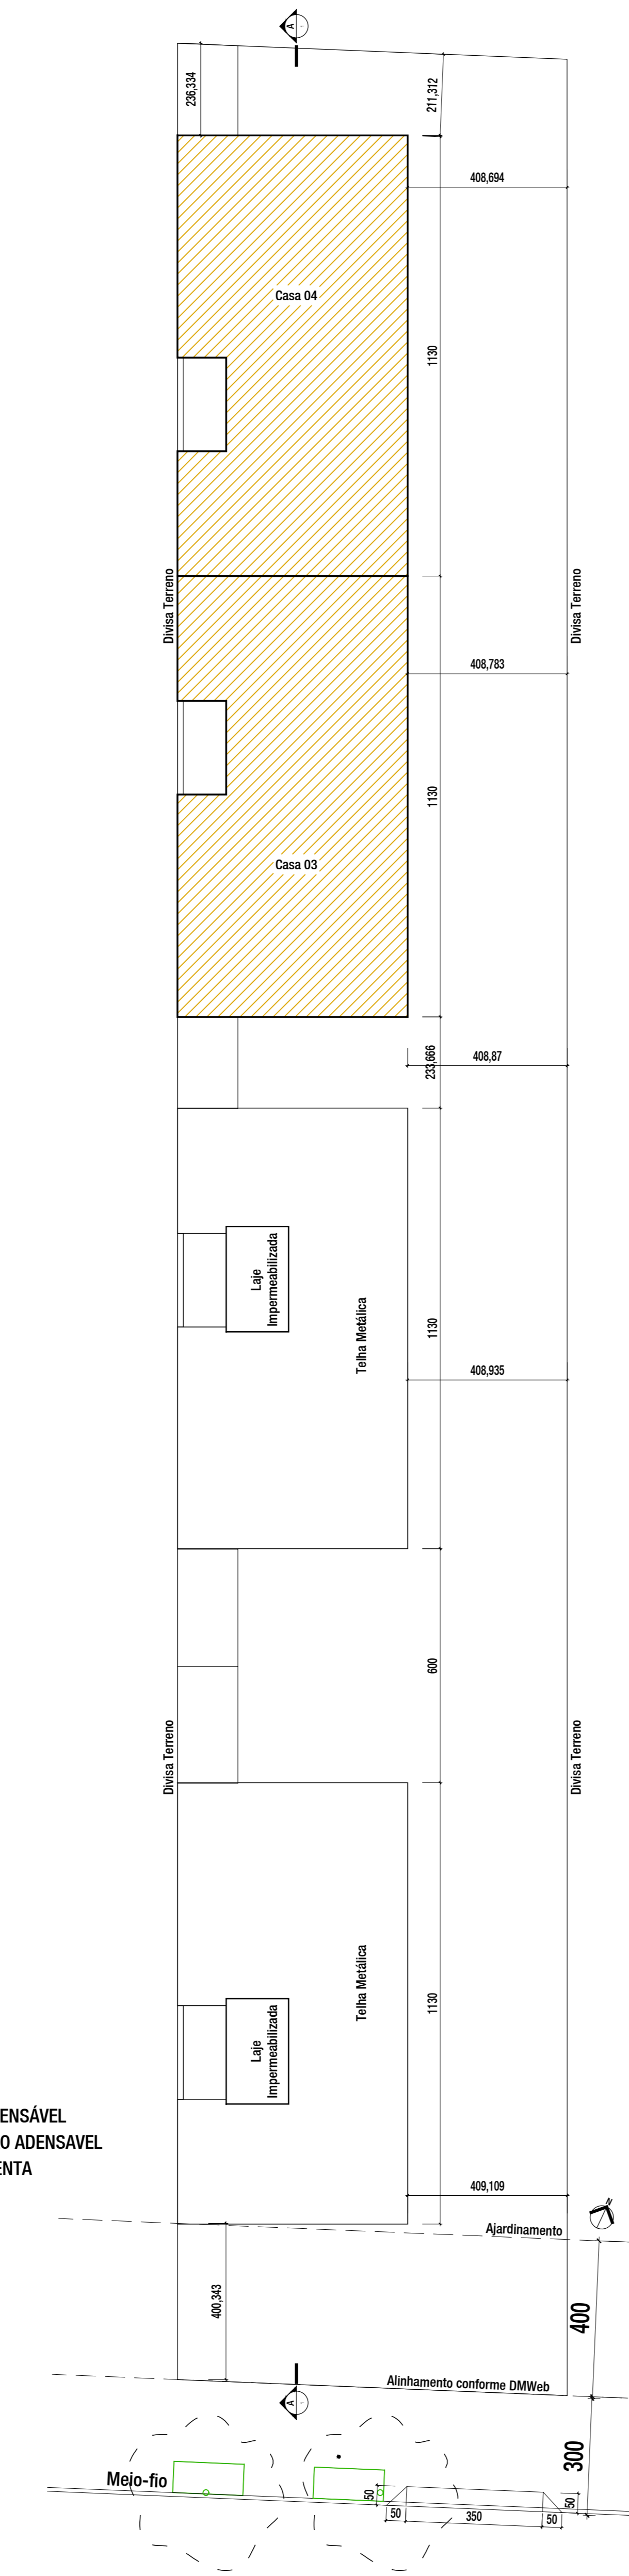 A
236,334
211,312
408,694
Casa 04
1130
Divisa Terreno
Divisa Terreno
408,783
1130
Casa 03
233,666
408,87
Laje
Impermeabilizada
Telha Metálica
1130
408,935
600
Divisa Terreno
Divisa Terreno
Telha Metálica
1130
Laje
Impermeabilizada
ENSÁVEL
O ADENSAVEL
ENTA
409,109
N
Ajardinamento
400,343
400
Alinhamento conforme DMWeb
A
300
Meio-fio
50
50
50
350
50